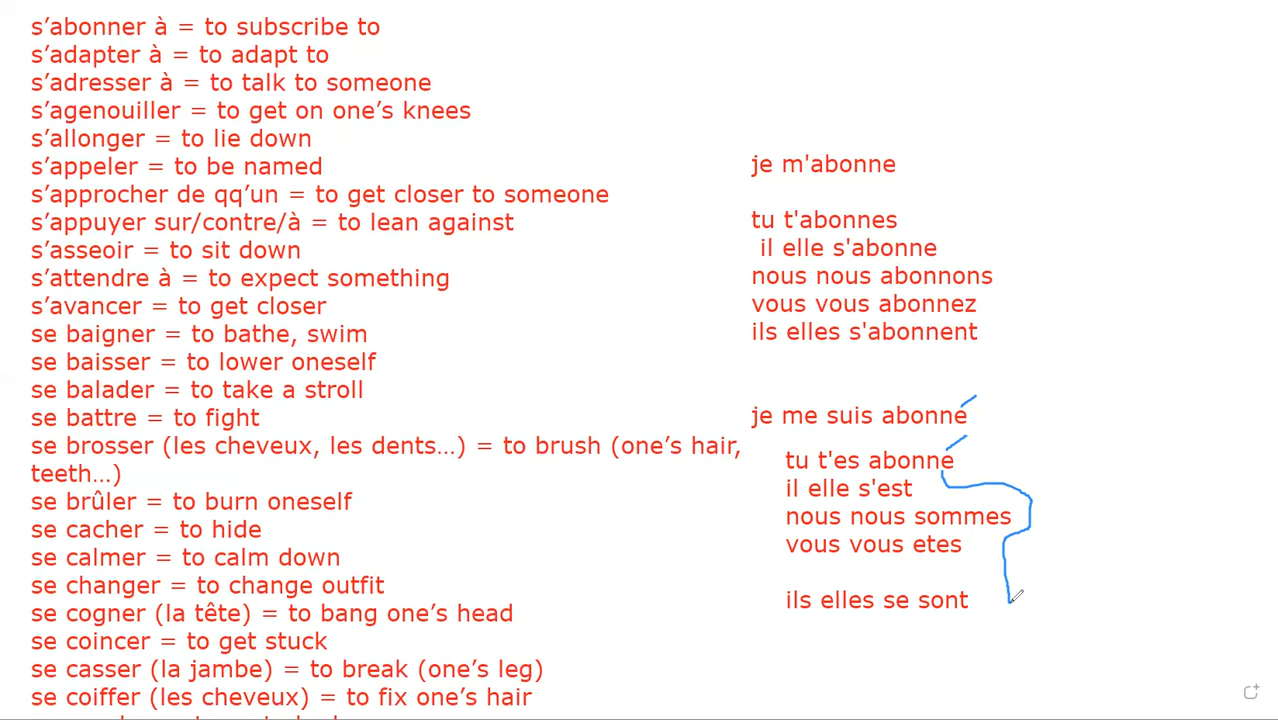 s’abonner à = to subscribe to
s’adapter à = to adapt to
s’adresser à = to talk to someone
s’agenouiller = to get on one’s knees
s’allonger = to lie down
s’appeler = to be named
s’approcher de qq’un = to get closer to someone
s’appuyer sur/contre/à = to lean against
s’asseoir = to sit down
s’attendre à = to expect something
s’avancer = to get closer
se baigner = to bathe, swim
se baisser = to lower oneself
se balader = to take a stroll
se battre = to fight
se brosser (les cheveux, les dents…) = to brush (one’s hair,
teeth…)
se brûler = to burn oneself
se cacher = to hide
se calmer = to calm down
se changer = to change outfit
se cogner (la tête) = to bang one’s head
se coincer = to get stuck
se casser (la jambe) = to break (one’s leg)
se coiffer (les cheveux) = to fix one’s hair
je m'abonne
tu t'abonnes
il elle s'abonne
nous nous abonnons
vous vous abonnez
ils elles s'abonnent
je me suis abonné
tu t'es abonné
il elle s'est
nous nous sommes
vous vous etes
ils elles se sont